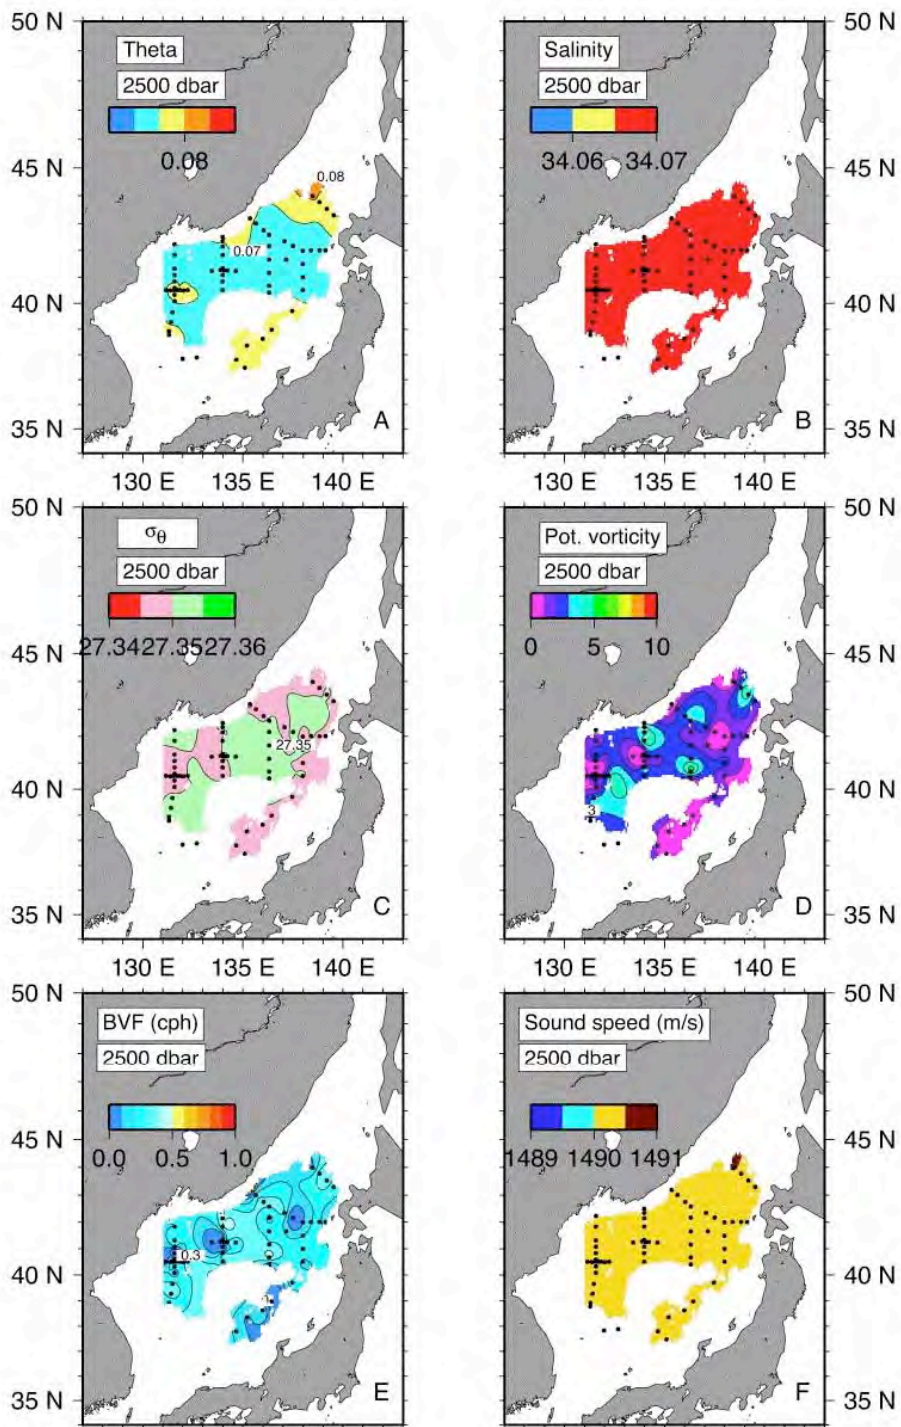 50 N
50 N
Theta
Salinity
2500 dbar
2500 dbar
0.08
34.06 34.07
45 N
45 N
0.08
0.07
40 N
40 N
35 N
A
B
35 N
130 E 135 E 140 E
130 E 135 E 140 E
50 N
50 N
σθ
Pot. vorticity
2500 dbar
2500 dbar
27.34 27.35 27.36
0 5 10
45 N
45 N
27.35
40 N
40 N
3
35 N
C
D
35 N
130 E 135 E 140 E
130 E 135 E 140 E
50 N
50 N
BVF (cph)
Sound speed (m/s)
2500 dbar
2500 dbar
0.0 0.5 1.0
1489 1490 1491
45 N
45 N
0.3
40 N
40 N
35 N
E
F
35 N